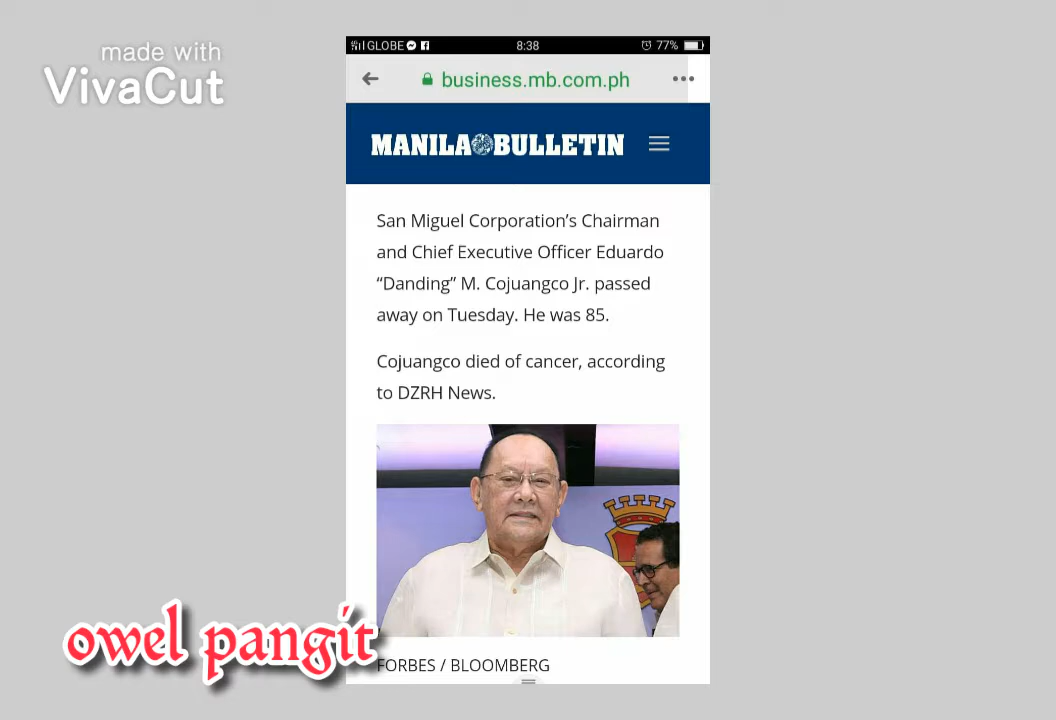 made with
VivaCut
GLOBE 8:38 77%
business.mb.com.ph
MANILA BULLETIN
San Miguel Corporation’s Chairman
and Chief Executive Officer Eduardo
“Danding” M. Cojuangco Jr. passed
away on Tuesday. He was 85.
Cojuangco died of cancer, according
to DZRH News.
FORBES / BLOOMBERG
owel pangit